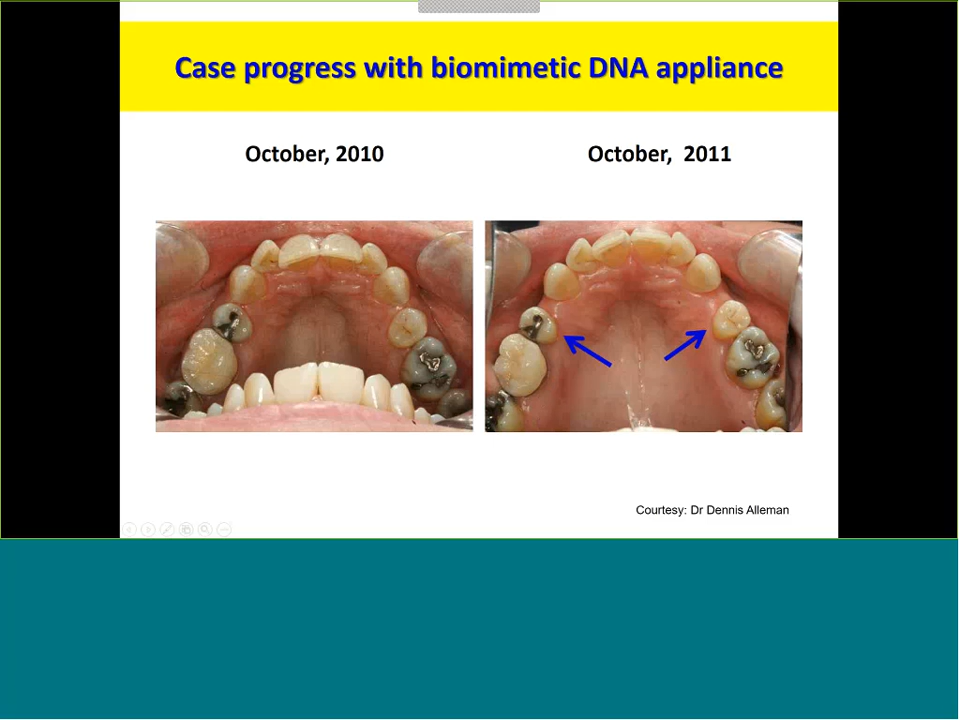 Case progress with biomimetic DNA appliance
October, 2010
October, 2011
Courtesy: Dr Dennis Alleman